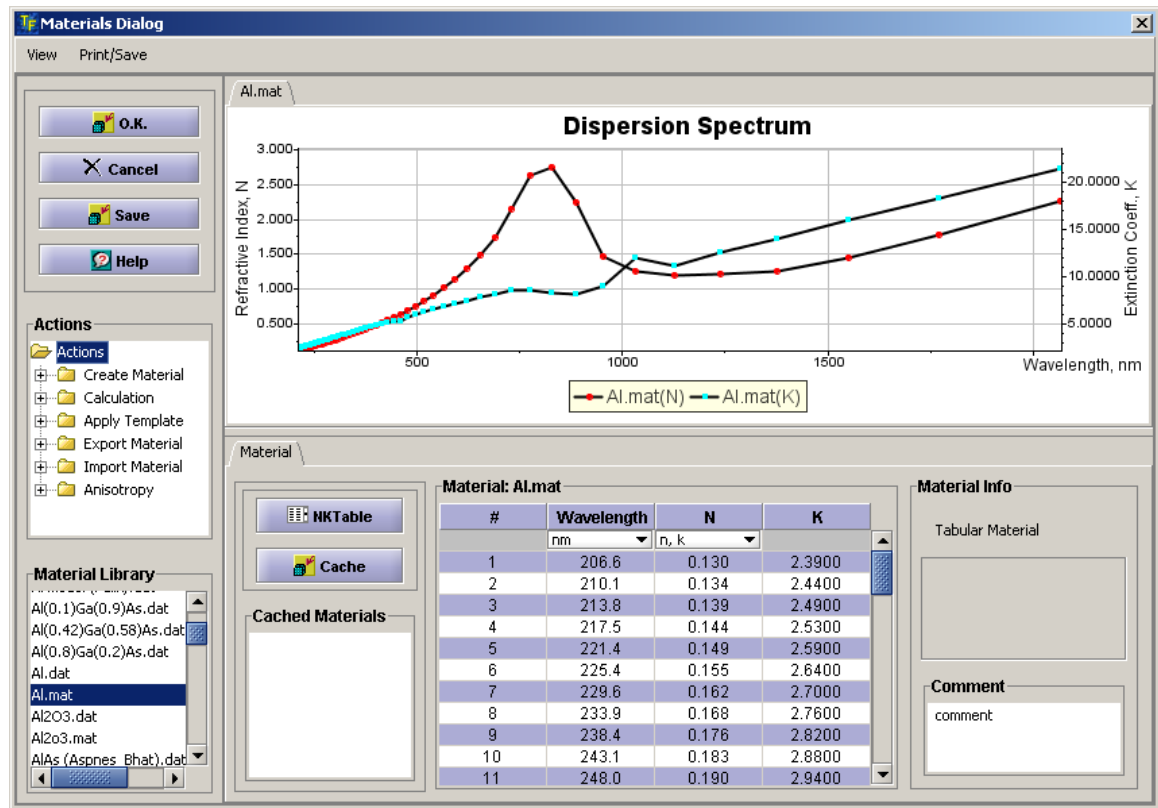 TF Materials Dialog
View Print/Save
O.K.
Cancel
Save
Help
Actions
Actions
Create Material
Calculation
Apply Template
Export Material
Import Material
Anisotropy
Material Library
Al(0.1)Ga(0.9)As.dat
Al(0.42)Ga(0.58)As.dat
Al(0.8)Ga(0.2)As.dat
Al.dat
Al.mat
Al2O3.dat
Al2o3.mat
AlAs (Aspnes_Bhat).dat
Al.mat
Dispersion Spectrum
Refractive Index, N
3.000
2.500
2.000
1.500
1.000
0.500
20.0000
15.0000
10.0000
5.0000
Extinction Coeff., K
500 1000 1500 Wavelength, nm
Al.mat(N) Al.mat(K)
Material
NKTable
Cache
Cached Materials
Material: Al.mat
# Wavelength N K
nm n, k
1 206.6 0.130 2.3900
2 210.1 0.134 2.4400
3 213.8 0.139 2.4900
4 217.5 0.144 2.5300
5 221.4 0.149 2.5900
6 225.4 0.155 2.6400
7 229.6 0.162 2.7000
8 233.9 0.168 2.7600
9 238.4 0.176 2.8200
10 243.1 0.183 2.8800
11 248.0 0.190 2.9400
Material Info
Tabular Material
Comment
comment